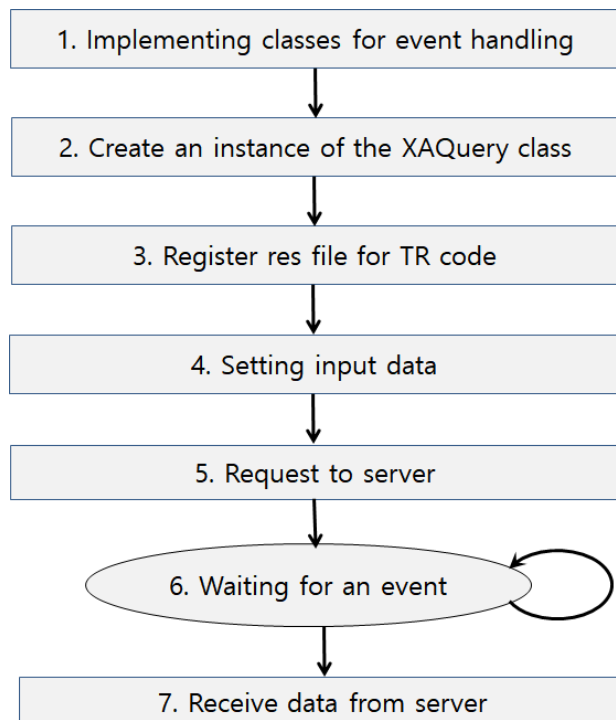 1. Implementing classes for event handling
2. Create an instance of the XAQuery class
3. Register res file for TR code
4. Setting input data
5. Request to server
6. Waiting for an event
7. Receive data from server